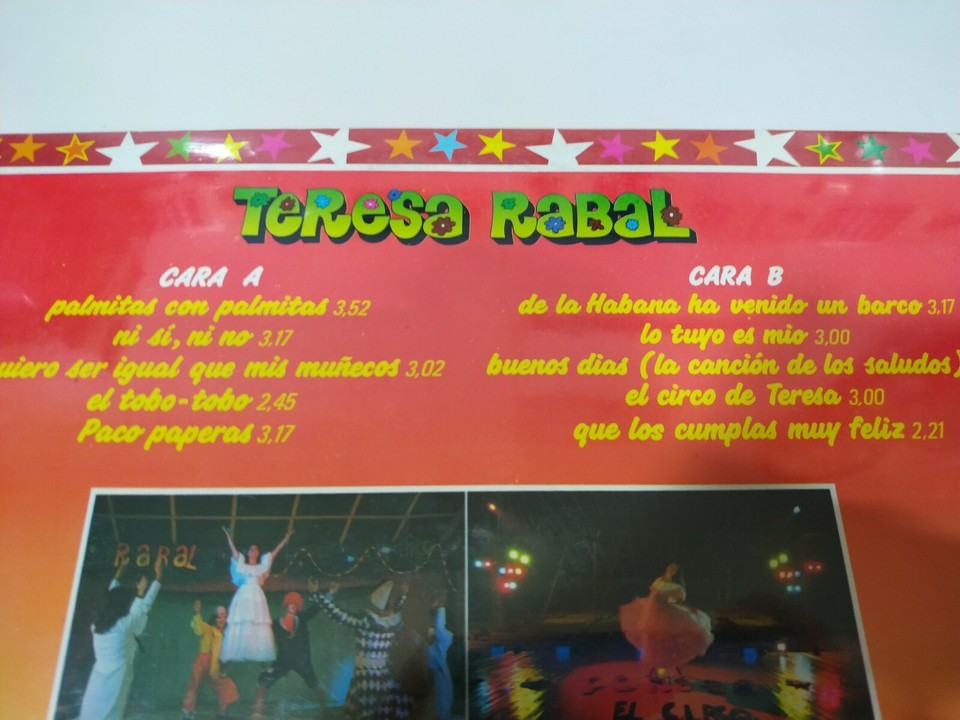 TeReSa RaBaL
CARA A
palmitas con palmitas 3,52
ni sí, ni no 3,17
uiero ser igual que mis muñecos 3,02
el tobo-tobo 2,45
Paco paperas 3,17
CARA B
de la Habana ha venido un barco 3,17
lo tuyo es mio 3,00
buenos dias (la canción de los saludos)
el circo de Teresa 3,00
que los cumplas muy feliz 2,21
RaBaL
EL CIRCO